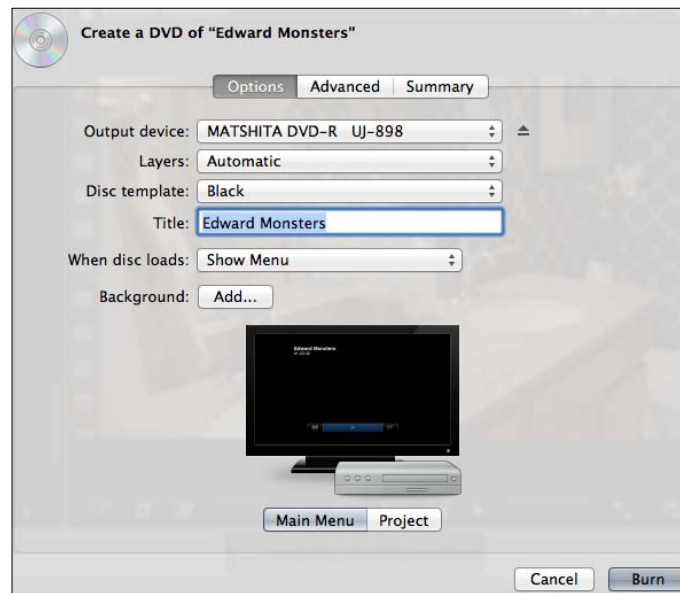 Create a DVD of “Edward Monsters”
Options Advanced Summary
Output device: MATSHITA DVD-R UJ-898
Layers: Automatic
Disc template: Black
Title: Edward Monsters
When disc loads: Show Menu
Background: Add...
Edward Monsters
Main Menu Project
Cancel Burn